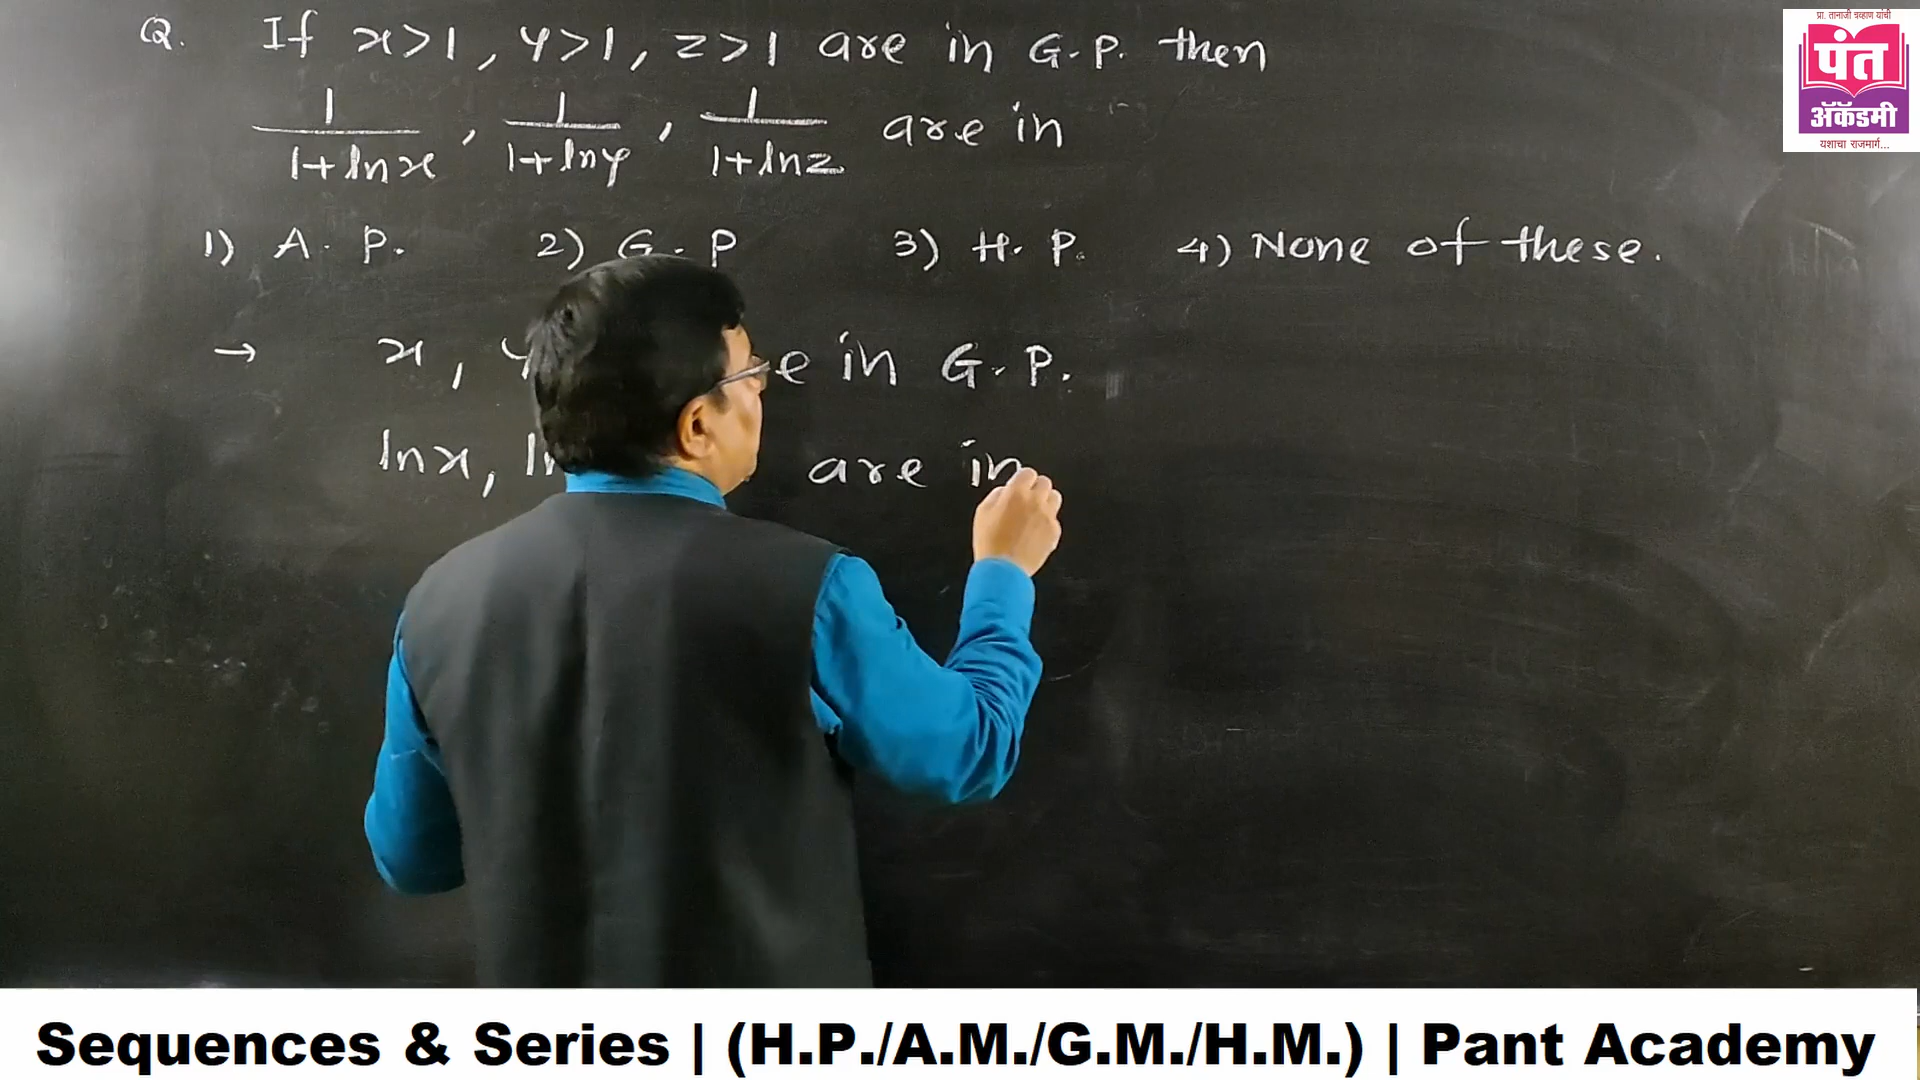 Q. If x>1, y>1, z>1 are in G.P. then
1/1+lnx, 1/1+lny, 1/1+lnz are in
1) A. P. 2) G. P 3) H. P. 4) None of these.
→ x, in G.P.
lnx, are in
प्रा. तानाजी चव्हाण यांची
पंत
ॲकॅडमी
यशाचा राजमार्ग...
Sequences & Series | (H.P./A.M./G.M./H.M.) | Pant Academy